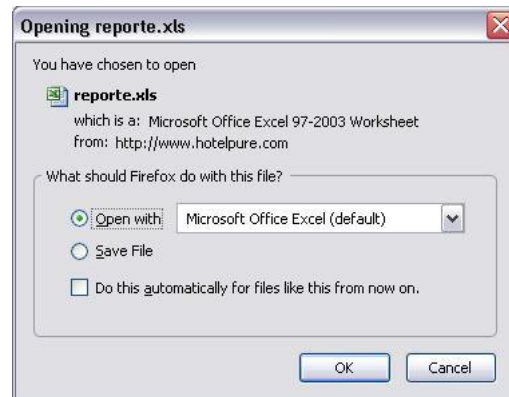 Opening reporte.xls
You have chosen to open
reporte.xls
which is a: Microsoft Office Excel 97-2003 Worksheet
from: http://www.hotelpure.com
What should Firefox do with this file?
Open with
Microsoft Office Excel (default)
Save File
Do this automatically for files like this from now on.
OK
Cancel